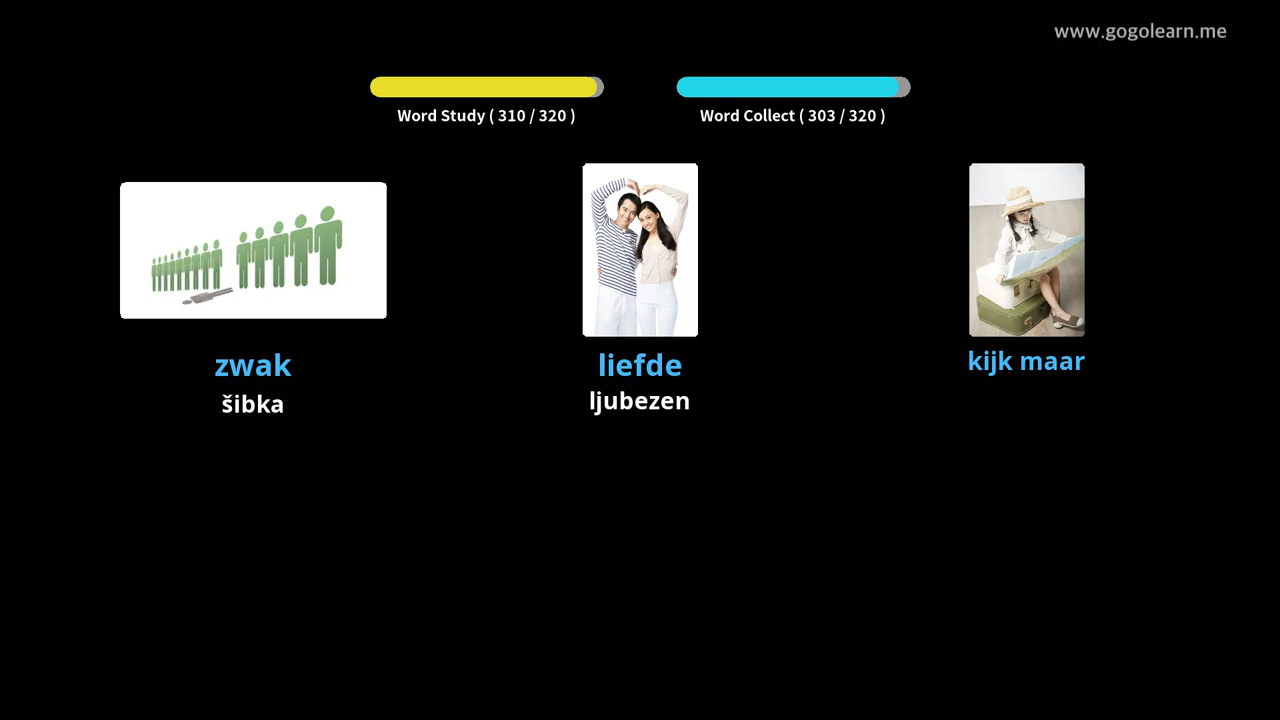 www.gogolearn.me
Word Study ( 310 / 320 )
Word Collect ( 303 / 320 )
zwak
liefde
kijk maar
šibka
ljubezen